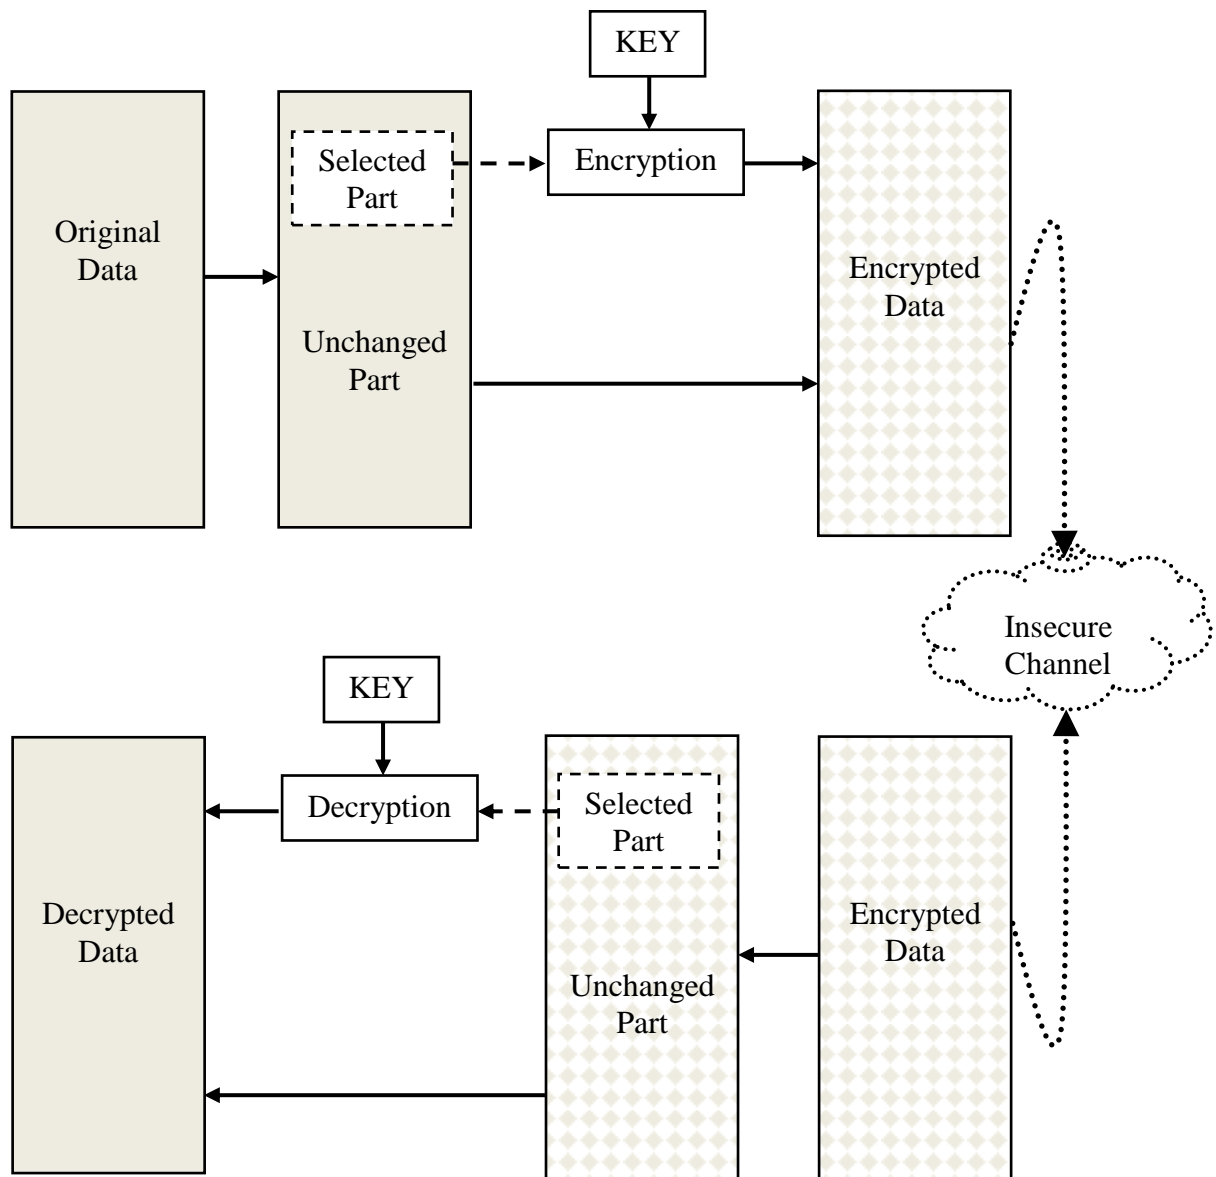 KEY
Selected
Part
Encryption
Original
Data
Encrypted
Data
Unchanged
Part
Insecure
Channel
KEY
Decryption
Selected
Part
Decrypted
Data
Encrypted
Data
Unchanged
Part